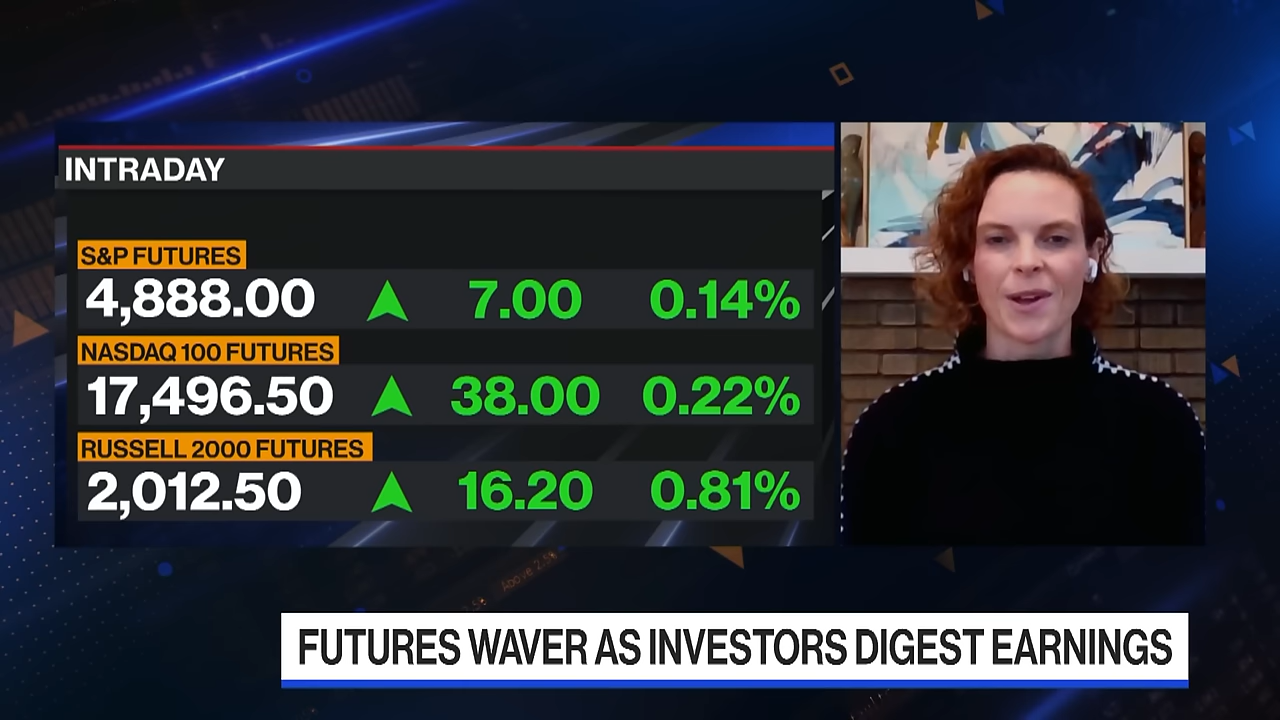 INTRADAY
S&P FUTURES
4,888.00 ▲ 7.00 0.14%
NASDAQ 100 FUTURES
17,496.50 ▲ 38.00 0.22%
RUSSELL 2000 FUTURES
2,012.50 ▲ 16.20 0.81%
FUTURES WAVER AS INVESTORS DIGEST EARNINGS